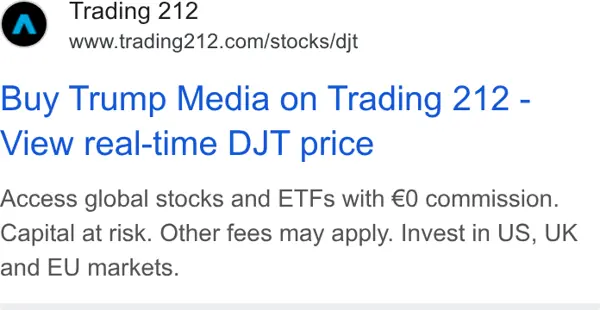 Trading 212
www.trading212.com/stocks/djt
Buy Trump Media on Trading 212 -
View real-time DJT price
Access global stocks and ETFs with €0 commission.
Capital at risk. Other fees may apply. Invest in US, UK
and EU markets.